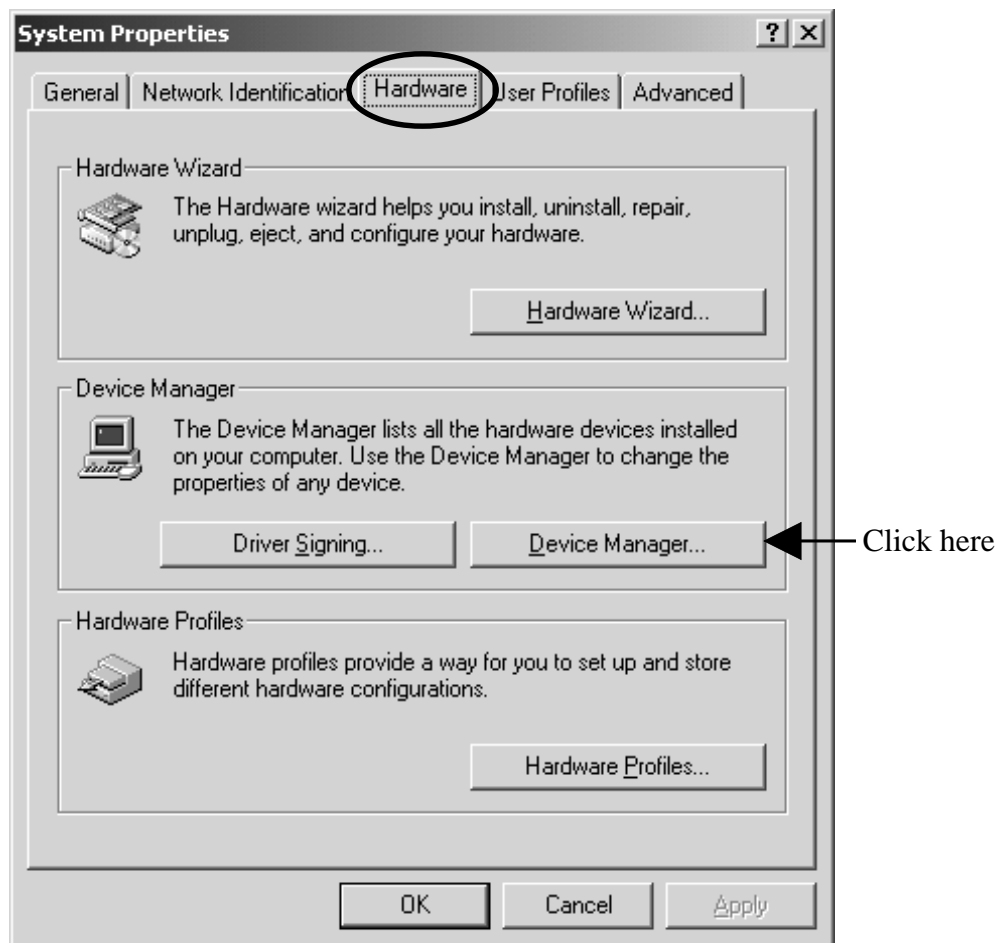 System Properties
General Network Identification Hardware User Profiles Advanced
Hardware Wizard
The Hardware wizard helps you install, uninstall, repair,
unplug, eject, and configure your hardware.
Hardware Wizard...
Device Manager
The Device Manager lists all the hardware devices installed
on your computer. Use the Device Manager to change the
properties of any device.
Driver Signing... Device Manager... Click here
Hardware Profiles
Hardware profiles provide a way for you to set up and store
different hardware configurations.
Hardware Profiles...
OK Cancel Apply